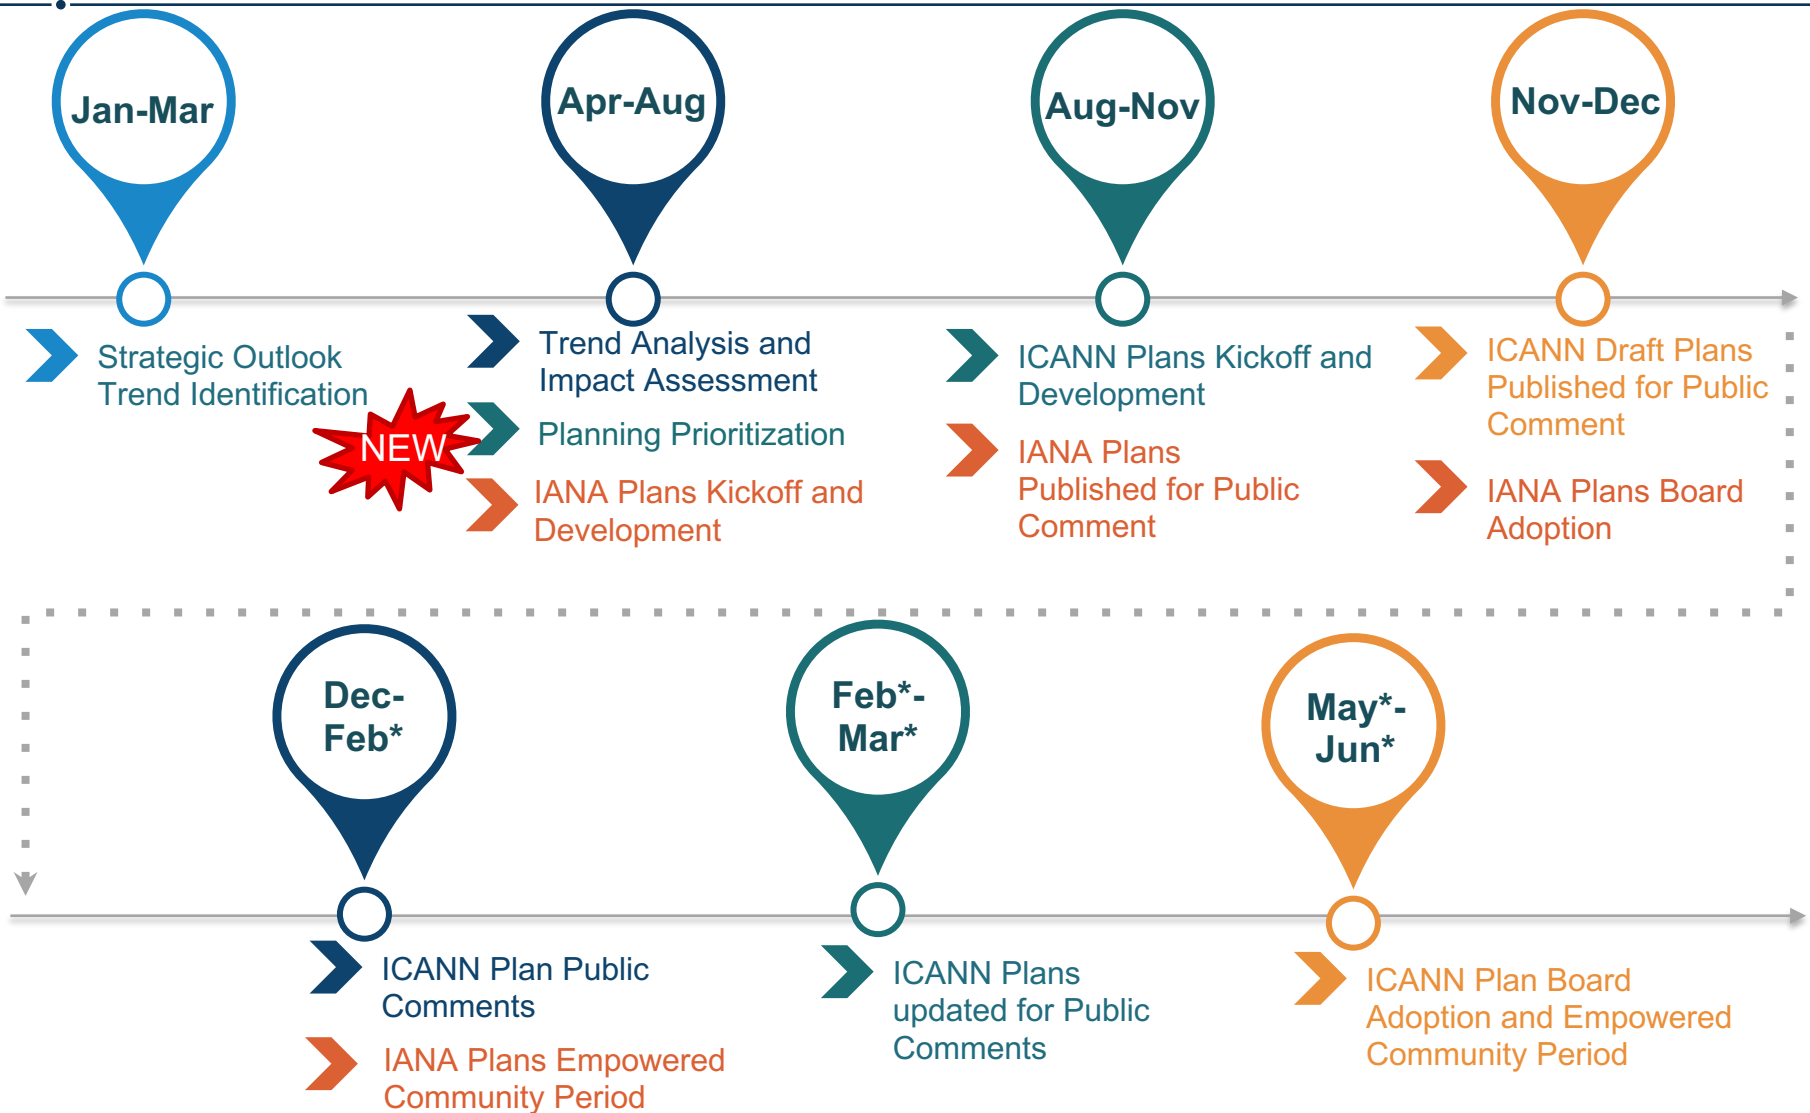 Jan-Mar
Apr-Aug
Aug-Nov
Nov-Dec
Strategic Outlook
Trend Identification
NEW
Trend Analysis and
Impact Assessment
Planning Prioritization
IANA Plans Kickoff and
Development
ICANN Plans Kickoff and
Development
IANA Plans
Published for Public
Comment
ICANN Draft Plans
Published for Public
Comment
IANA Plans Board
Adoption
Dec-
Feb*
Feb*-
Mar*
May*-
Jun*
ICANN Plan Public
Comments
IANA Plans Empowered
Community Period
ICANN Plans
updated for Public
Comments
ICANN Plan Board
Adoption and Empowered
Community Period